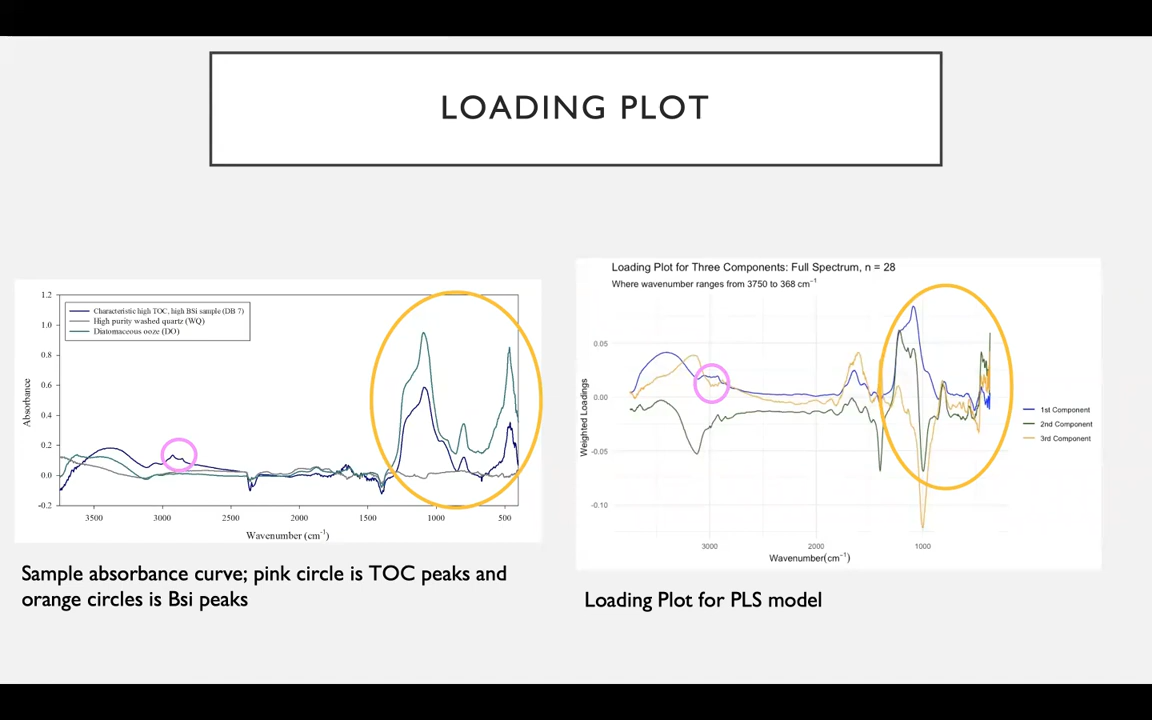 LOADING PLOT
1.2
1.0
0.8
0.6
0.4
0.2
0.0
-0.2
Absorbance
Characteristic high TOC, high BSi sample (DB 7)
High purity washed quartz (WQ)
Diatomaceous ooze (DO)
3500 3000 2500 2000 1500 1000 500
Wavenumber (cm⁻¹)
Sample absorbance curve; pink circle is TOC peaks and
orange circles is Bsi peaks
Loading Plot for Three Components: Full Spectrum, n = 28
Where wavenumber ranges from 3750 to 368 cm⁻¹
0.05
0.00
-0.05
-0.10
Weighted Loadings
1st Component
2nd Component
3rd Component
3000 2000 1000
Wavenumber(cm⁻¹)
Loading Plot for PLS model